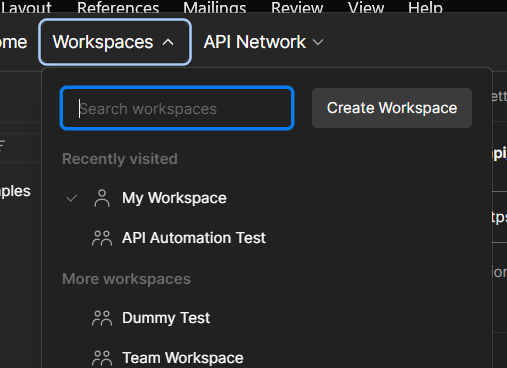 Layout References Mailings Review View Help
ome Workspaces API Network
Search workspaces Create Workspace
Recently visited
My Workspace
ples
API Automation Test
More workspaces
Dummy Test
Team Workspace